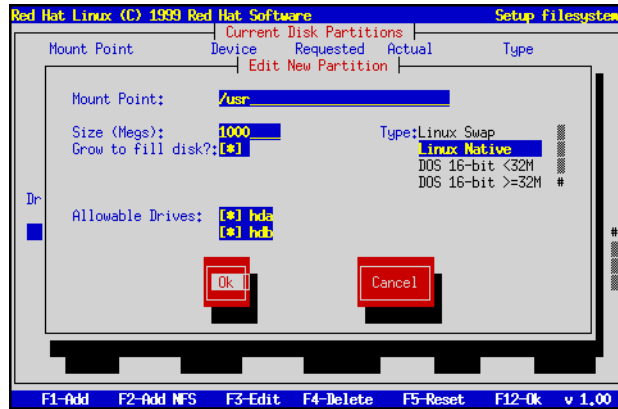 Red Hat Linux (C) 1999 Red Hat Software Setup filesystem
Current Disk Partitions
Mount Point Device Requested Actual Type
Edit New Partition
Mount Point: /usr
Size (Megs): 1000 Type:Linux Swap
Grow to fill disk?:[*] Linux Native
DOS 16-bit <32M
DOS 16-bit >=32M #
Dr
Allowable Drives: [*] hda
[*] hdb
#
Ok Cancel
F1-Add F2-Add NFS F3-Edit F4-Delete F5-Reset F12-Ok v 1.00